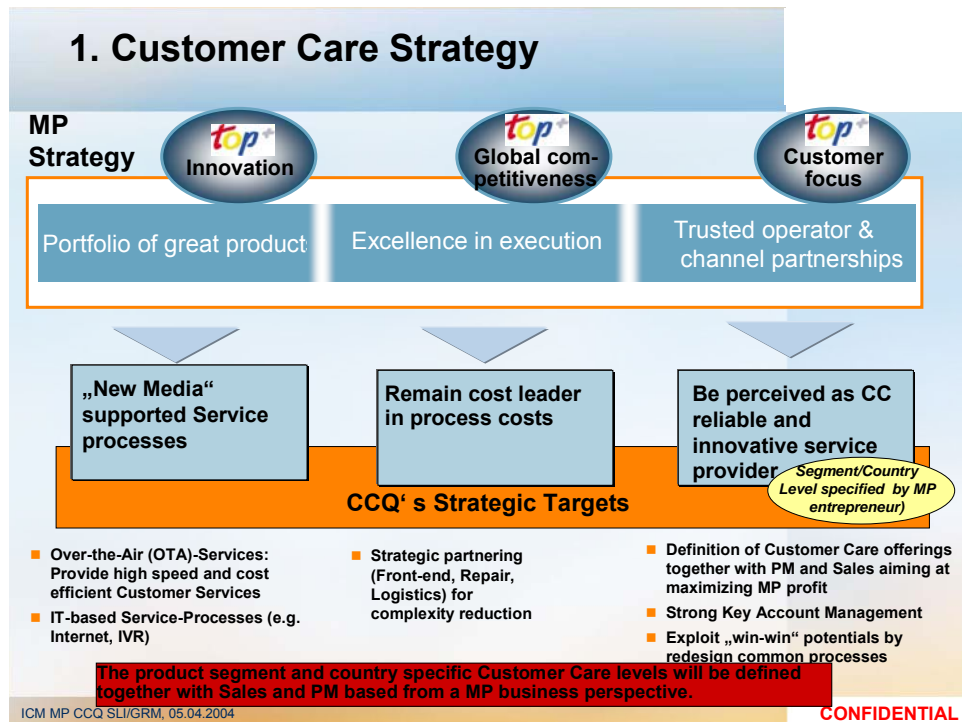 1. Customer Care Strategy
MP
Strategy
top+
Innovation
top+
Global com-
petitiveness
top+
Customer
focus
Portfolio of great product
Excellence in execution
Trusted operator &
channel partnerships
„New Media“
supported Service
processes
Remain cost leader
in process costs
Be perceived as CC
reliable and
innovative service
provider
Segment/Country
Level specified by MP
entrepreneur)
CCQ‘ s Strategic Targets
Over-the-Air (OTA)-Services:
Provide high speed and cost
efficient Customer Services
IT-based Service-Processes (e.g.
Internet, IVR)
Strategic partnering
(Front-end, Repair,
Logistics) for
complexity reduction
Definition of Customer Care offerings
together with PM and Sales aiming at
maximizing MP profit
Strong Key Account Management
Exploit „win-win“ potentials by
redesign common processes
The product segment and country specific Customer Care levels will be defined
together with Sales and PM based from a MP business perspective.
ICM MP CCQ SLI/GRM, 05.04.2004
CONFIDENTIAL